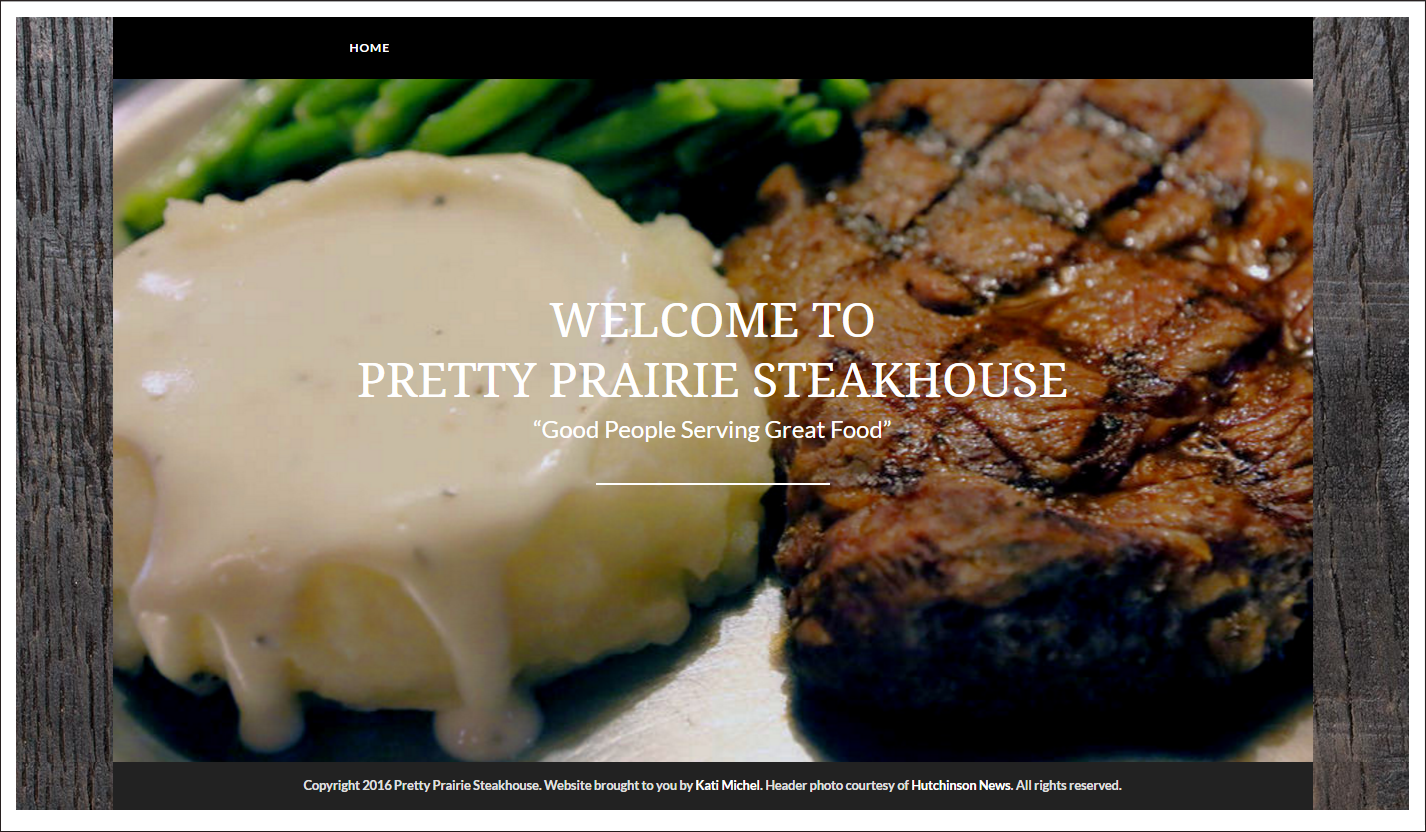 HOME
WELCOME TO
PRETTY PRAIRIE STEAKHOUSE
“Good People Serving Great Food”
Copyright 2016 Pretty Prairie Steakhouse. Website brought to you by Kati Michel. Header photo courtesy of Hutchinson News. All rights reserved.